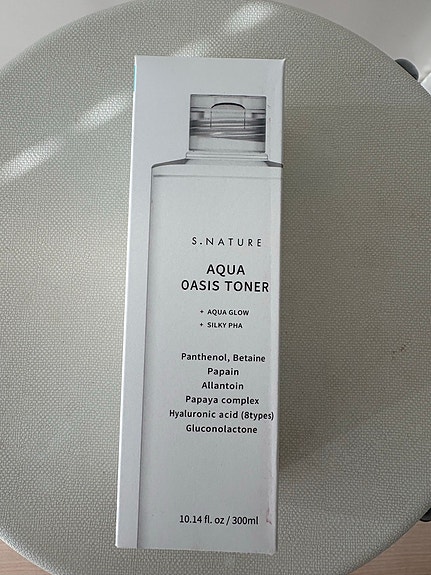 S.NATURE
AQUA
OASIS TONER
+ AQUA GLOW
+ SILKY PHA
Panthenol, Betaine
Papain
Allantoin
Papaya complex
Hyaluronic acid (8types)
Gluconolactone
10.14 fl. oz / 300ml